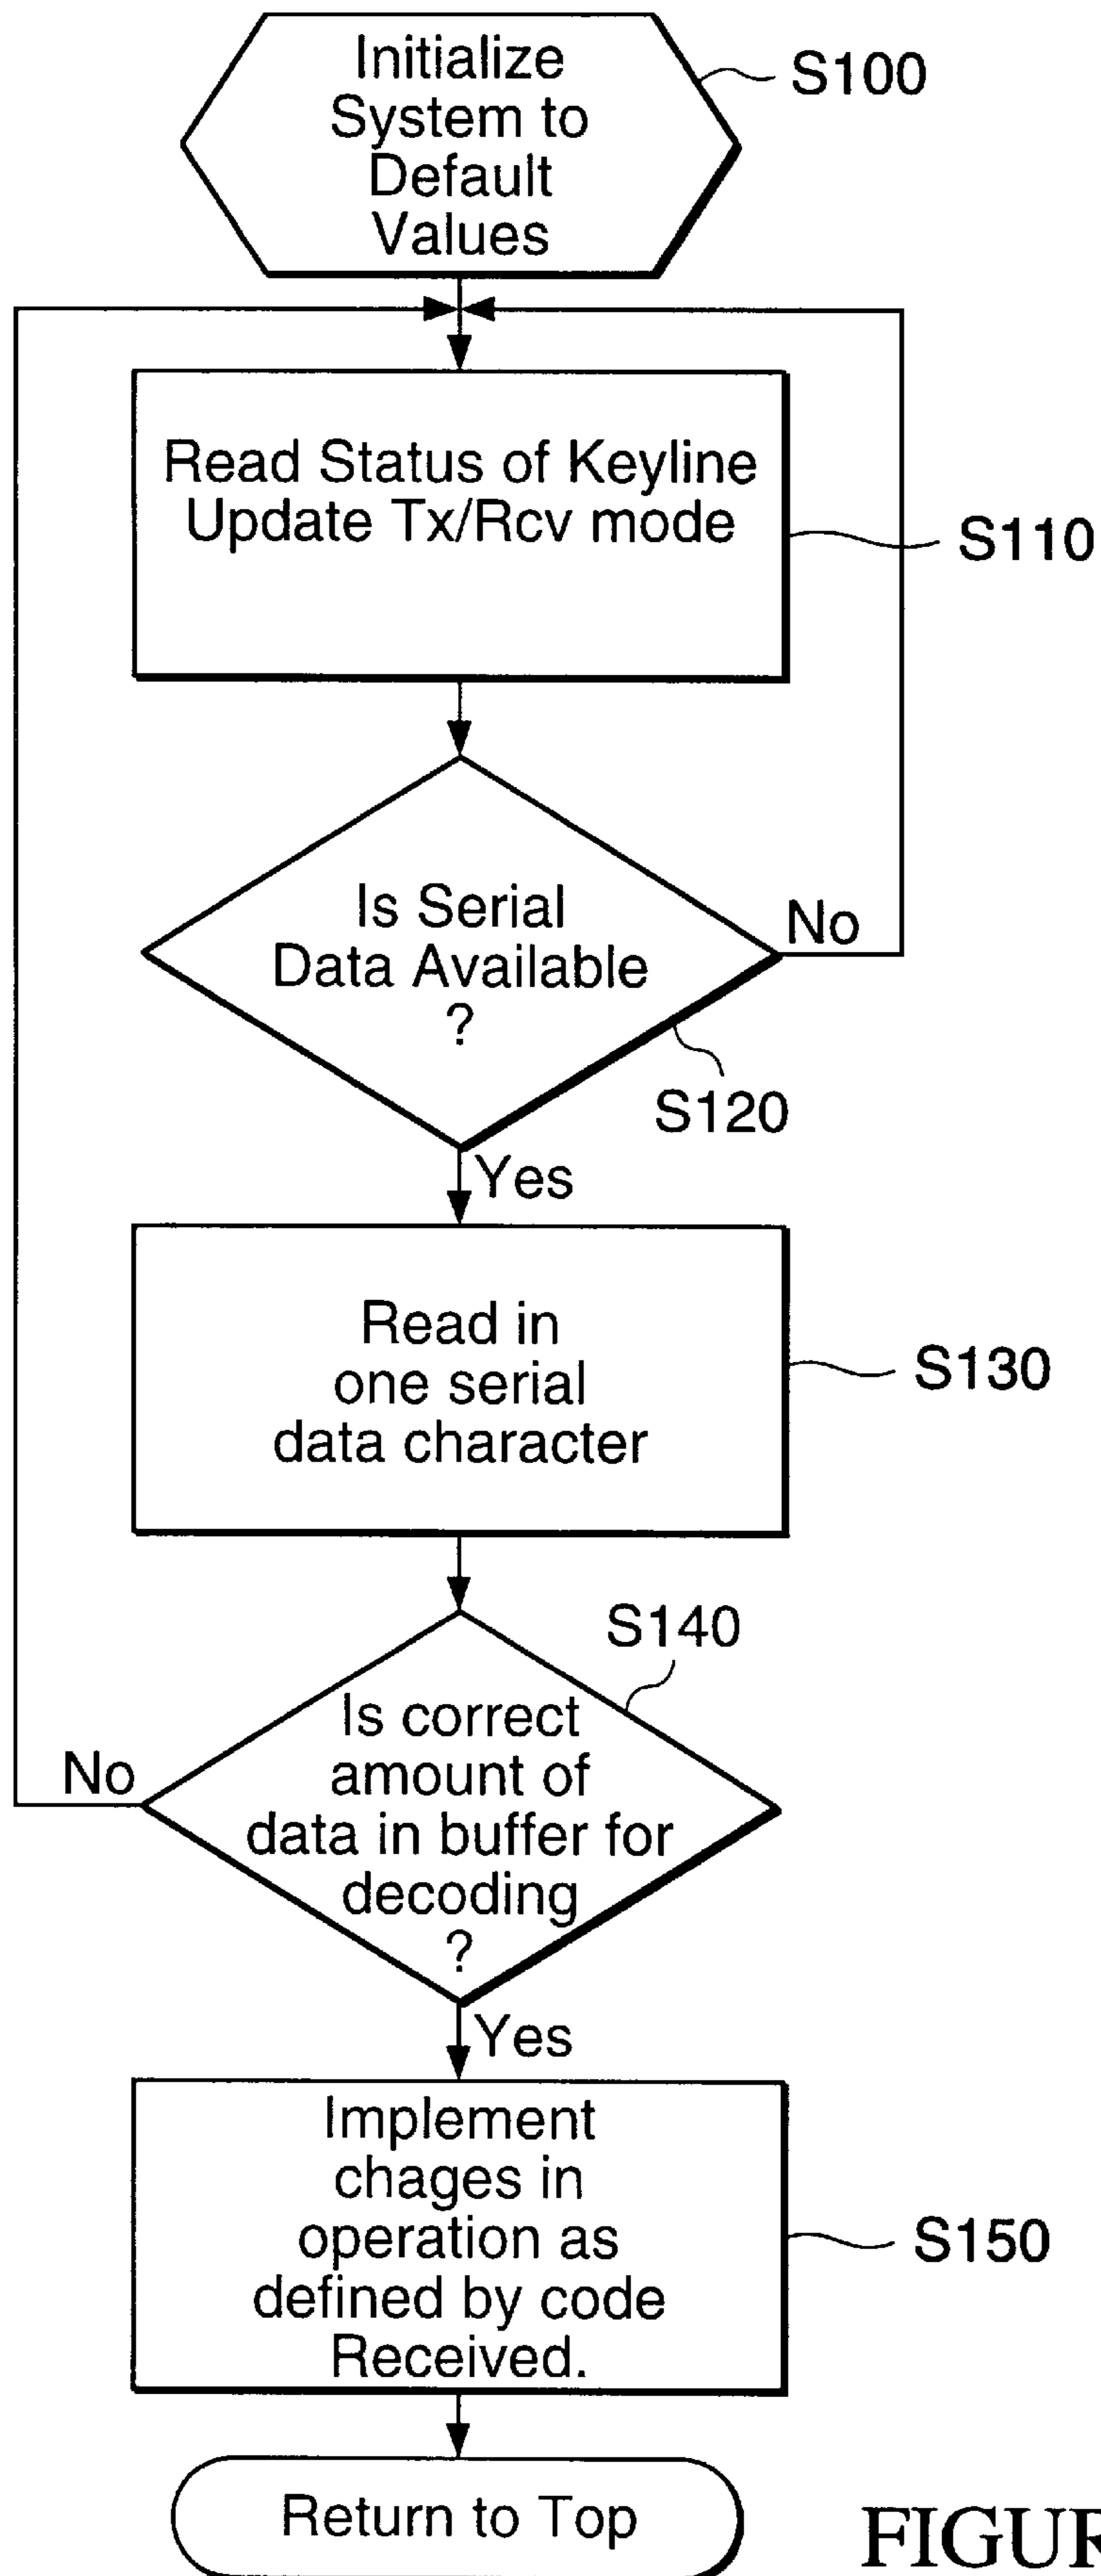 Initialize
System to
Default
Values
S100
Read Status of Keyline
Update Tx/Rcv mode
S110
Is Serial
Data Available
?
No
S120
Yes
Read in
one serial
data character
S130
S140
Is correct
amount of
data in buffer for
decoding
?
No
Yes
Implement
chages in
operation as
defined by code
Received.
S150
Return to Top